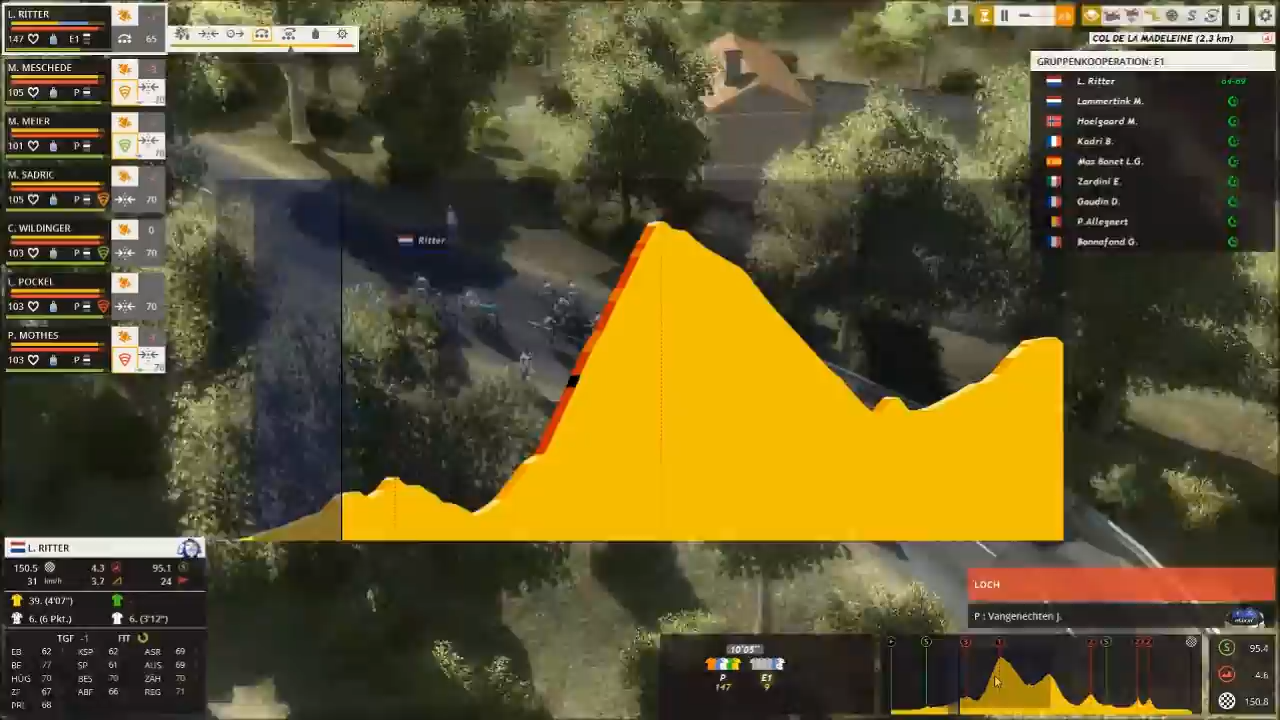 L. RITTER
147 E1 65
M. MESCHEDE
105 P
M. MEIER
101 P 70
M. SADRIC
105 P 70
C. WILDINGER 0
103 P 70
L. POCKEL
103 P 70
P. MOTHES
103 P 70
COL DE LA MADELEINE (2.3 km)
GRUPPENKOOPERATION: E1
L. Ritter
Lammertink M.
Hoelgaard M.
Kadri B.
Mas Bonet L.G.
Zardini E.
Gaudin D.
P.Allegaert
Bonnafond G.
Ritter
L. RITTER
150.5 4.3 95.1
31 km/h 3.7 24
39. (4'07") -
6. (6 Pkt.) 6. (3'12")
TGF -1 FIT
EB 62 KSP 62 ASR 69
BF 77 SP 61 AUS 69
HÜG 70 BES 70 ZÄH 70
ZF 67 ABF 66 REG 71
PRL 68
LOCH
P : Vangenechten J.
10'05"
P E1
147 9
S 95.4
4.6
150.8